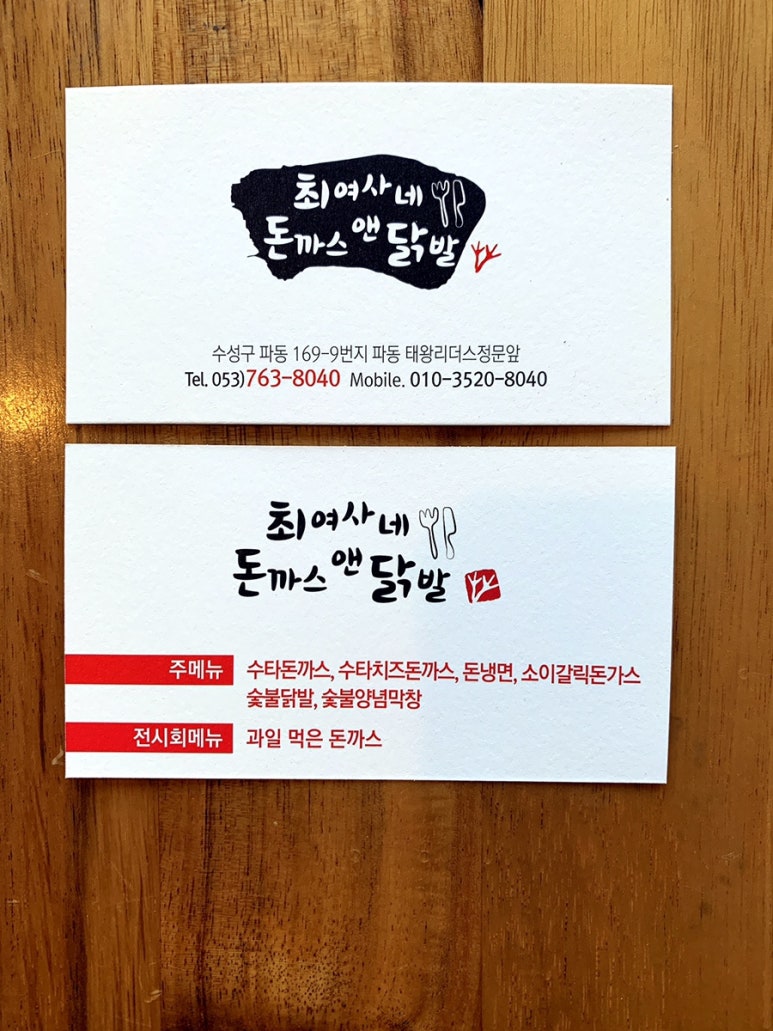 최여사네
돈까스앤닭발
수성구 파동 169-9번지 파동 태왕리더스정문앞
Tel. 053)763-8040 Mobile. 010-3520-8040
최여사네
돈까스앤닭발
주메뉴 수타돈까스, 수타치즈돈까스, 돈냉면, 소이갈릭돈가스
숯불닭발, 숯불양념막창
전시회메뉴 과일 먹은 돈까스